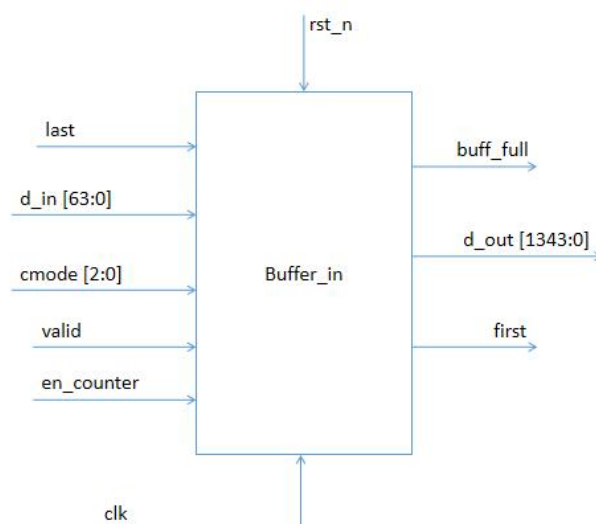 rst_n
last
buff_full
d_in [63:0]
d_out [1343:0]
cmode [2:0]
Buffer_in
valid
first
en_counter
clk